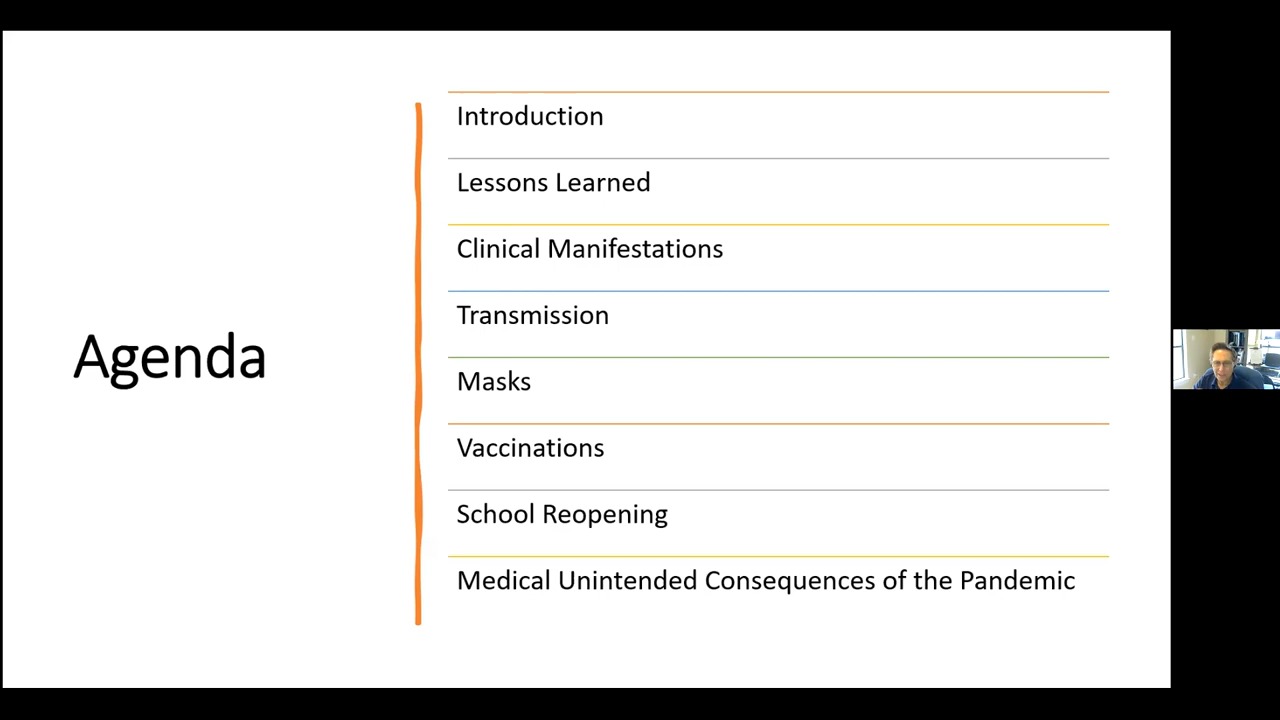 Agenda
Introduction
Lessons Learned
Clinical Manifestations
Transmission
Masks
Vaccinations
School Reopening
Medical Unintended Consequences of the Pandemic